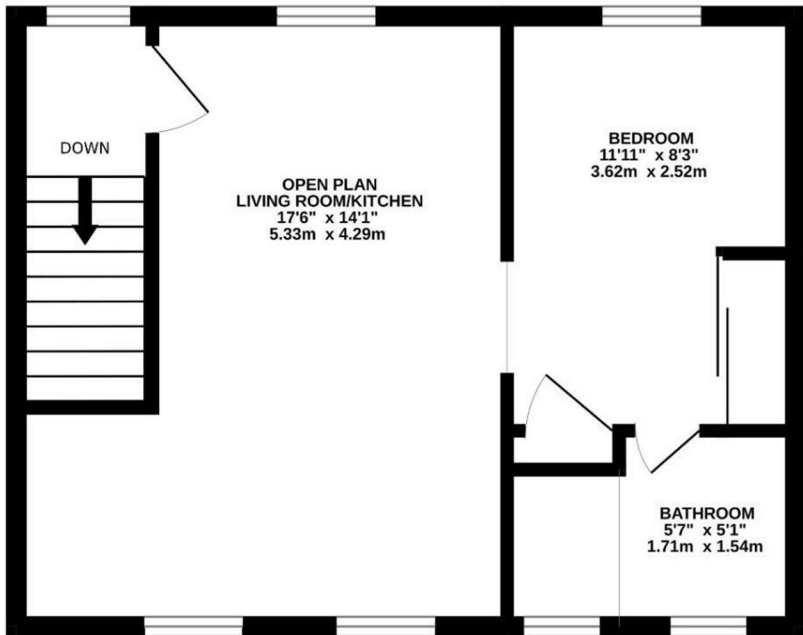 DOWN
OPEN PLAN
LIVING ROOM/KITCHEN
17'6" x 14'1"
5.33m x 4.29m
BEDROOM
11'11" x 8'3"
3.62m x 2.52m
BATHROOM
5'7" x 5'1"
1.71m x 1.54m